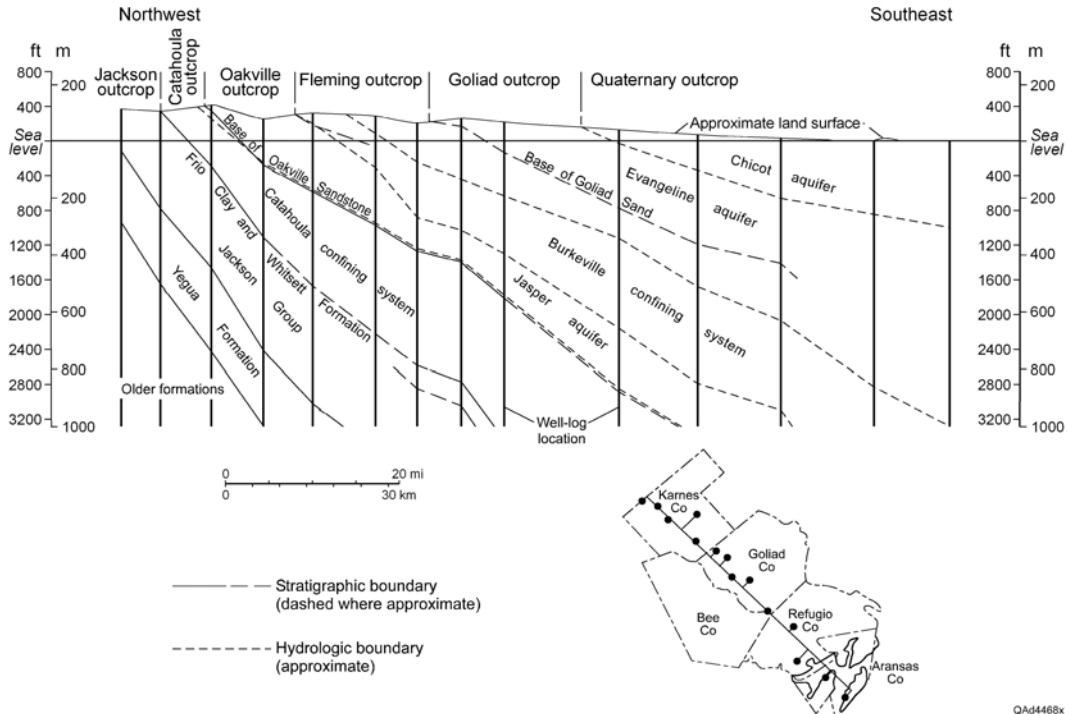 Northwest
Southeast
ft m
ft m
Jackson
outcrop
Catahoula
outcrop
Oakville
outcrop
Fleming outcrop
Goliad outcrop
Quaternary outcrop
800
400
Sea
level
400
800
1200
1600
2000
2400
2800
3200
200
200
400
600
800
1000
800
400
Sea
level
400
800
1200
1600
2000
2400
2800
3200
200
200
400
600
800
1000
Approximate land surface
Chicot aquifer
Evangeline aquifer
Base of Goliad Sand
Burkeville confining system
Jasper aquifer
Base of Oakville Sandstone
Catahoula confining system
Frio Clay and Whitsett Formation
Jackson Group
Yegua Formation
Older formations
Well-log
location
0 20 mi
0 30 km
Stratigraphic boundary
(dashed where approximate)
Hydrologic boundary
(approximate)
Karnes
Co
Goliad
Co
Bee
Co
Refugio
Co
Aransas
Co
QAd4468x